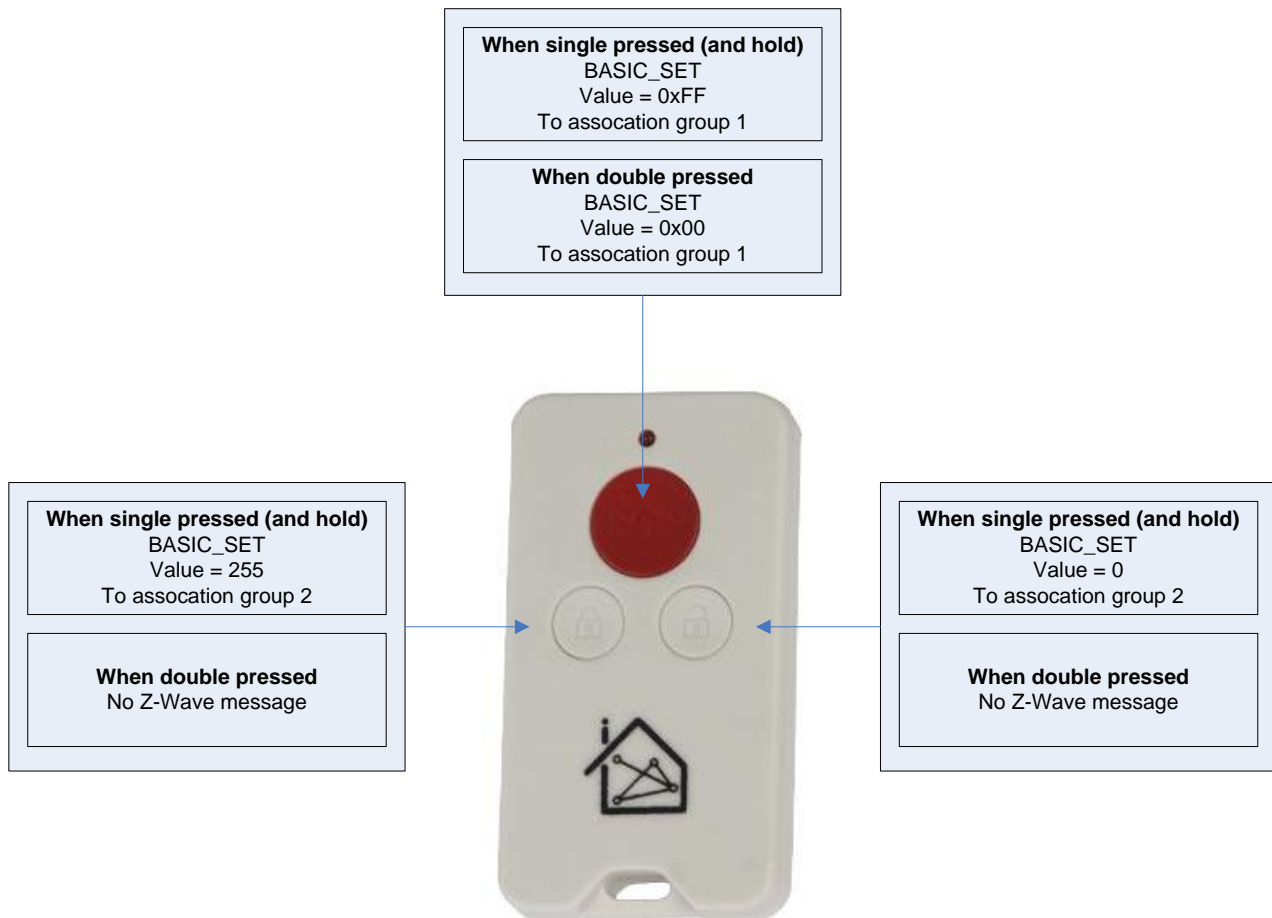 When single pressed (and hold)
BASIC_SET
Value = 0xFF
To assocation group 1
When double pressed
BASIC_SET
Value = 0x00
To assocation group 1
When single pressed (and hold)
BASIC_SET
Value = 255
To assocation group 2
When double pressed
No Z-Wave message
When single pressed (and hold)
BASIC_SET
Value = 0
To assocation group 2
When double pressed
No Z-Wave message